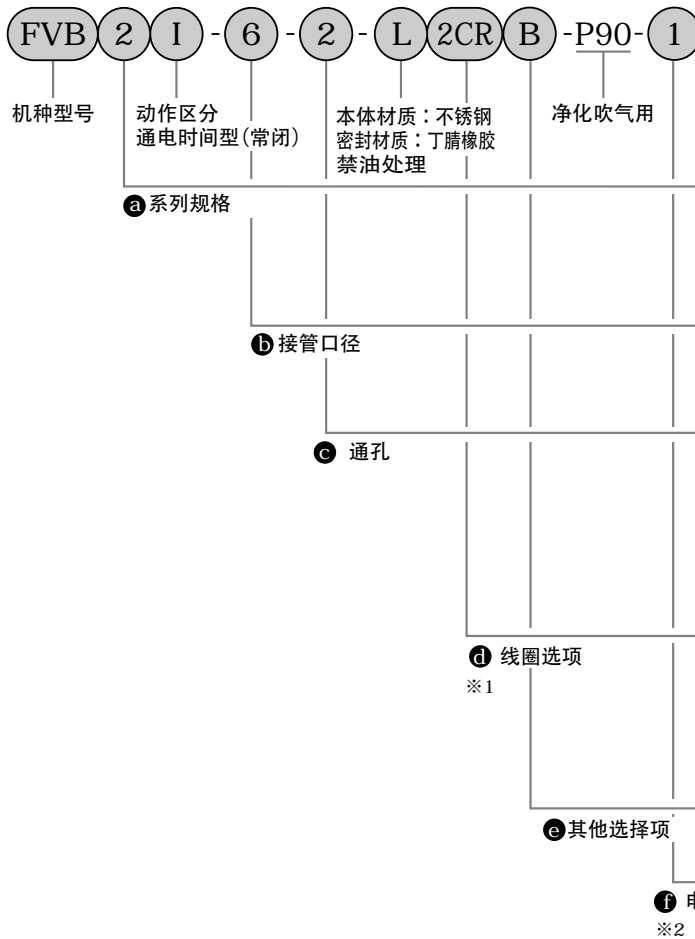 FVB 2 I - 6 - 2 - L 2CR B -P90- 1
机种型号
动作区分
通电时间型(常闭)
本体材质：不锈钢
密封材质：丁腈橡胶
禁油处理
净化吹气用
a 系列规格
b 接管口径
c 通孔
d 线圈选项
※1
e 其他选择项
f 电
※2